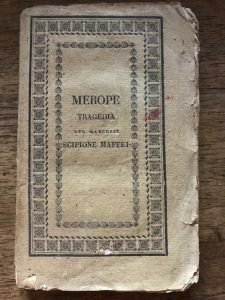 MEROPE
TRAGEDIA
DEL MARCHESE
SCIPIONE MAFFEI.